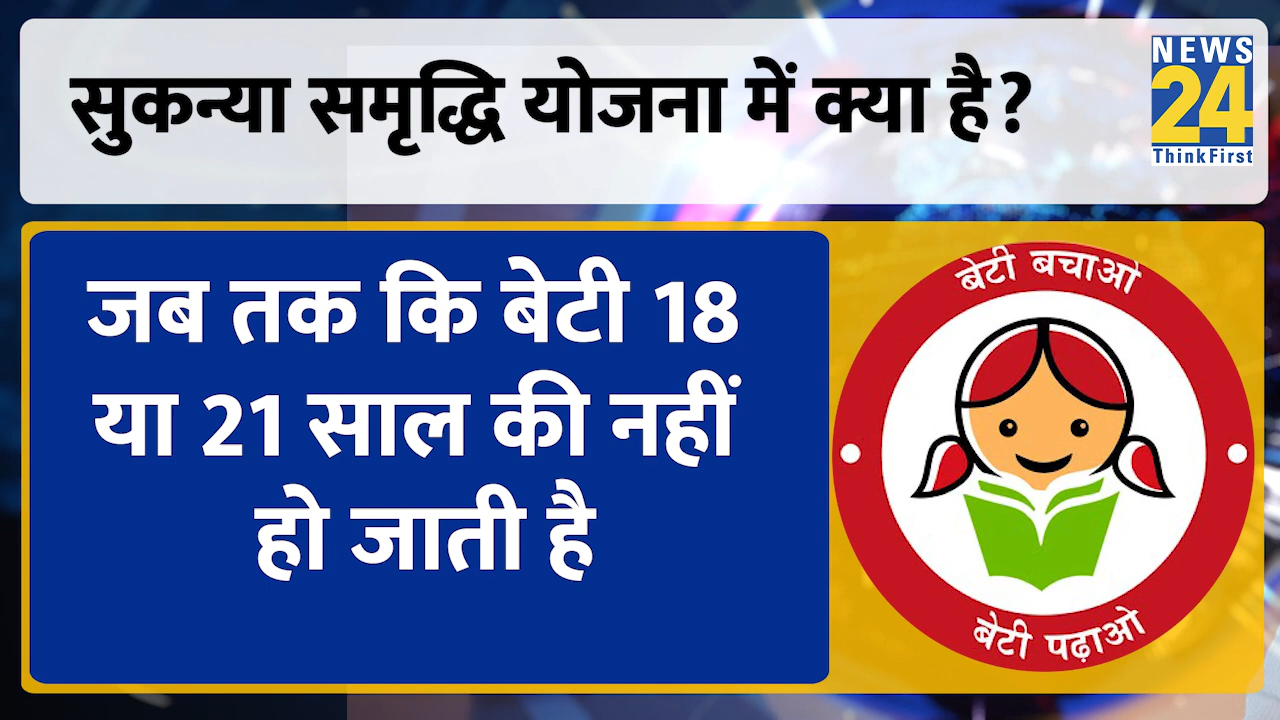 सुकन्या समृद्धि योजना में क्या है?
NEWS
24
ThinkFirst
जब तक कि बेटी 18
या 21 साल की नहीं
हो जाती है
बेटी बचाओ
बेटी पढ़ाओ